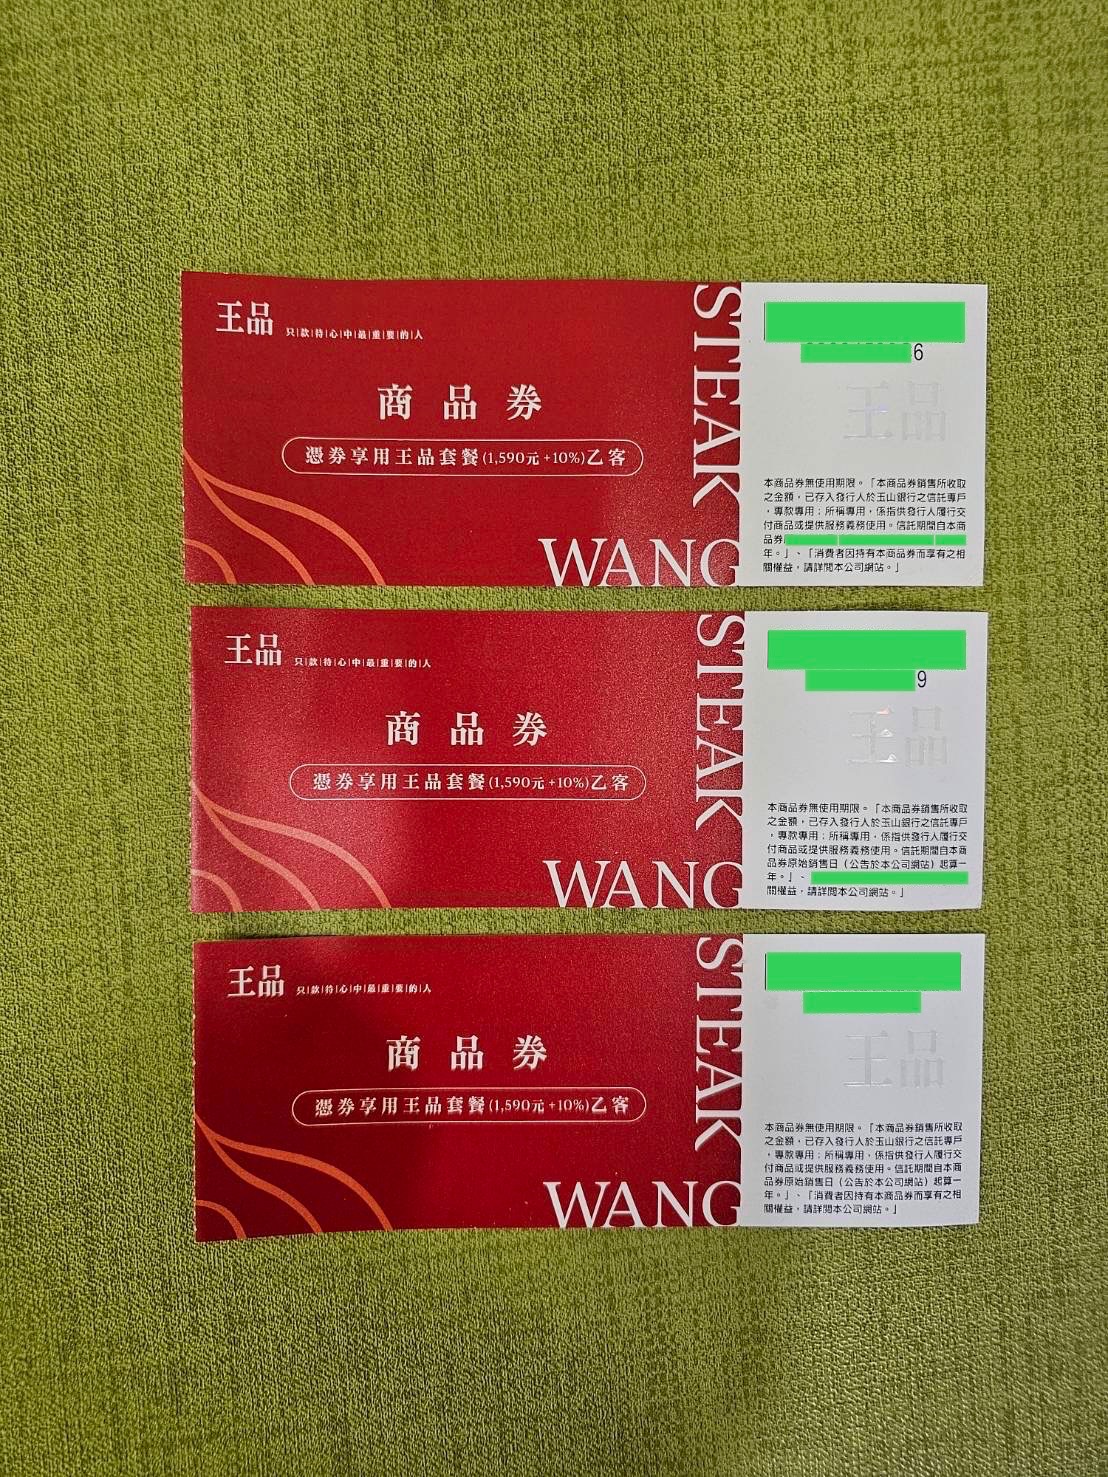 王品 只|款|待|心|中|最|重|要|的|人
商品券
憑券享用王品套餐(1,590元+10%)乙客
STEAK
WANG
6
王品
本商品券無使用期限。「本商品券銷售所收取
之金額，已存入發行人於玉山銀行之信託專戶
，專款專用；所稱專用，係指供發行人履行交
付商品或提供服務義務使用。信託期間自本商
品券
年。」、「消費者因持有本商品券而享有之相
關權益，請詳閱本公司網站。」
王品 只|款|待|心|中|最|重|要|的|人
商品券
憑券享用王品套餐(1,590元+10%)乙客
STEAK
WANG
9
王品
本商品券無使用期限。「本商品券銷售所收取
之金額，已存入發行人於玉山銀行之信託專戶
，專款專用；所稱專用，係指供發行人履行交
付商品或提供服務義務使用。信託期間自本商
品券原始銷售日（公告於本公司網站）起算一
年。」、
關權益，請詳閱本公司網站。」
王品 只|款|待|心|中|最|重|要|的|人
商品券
憑券享用王品套餐(1,590元+10%)乙客
STEAK
WANG
王品
本商品券無使用期限。「本商品券銷售所收取
之金額，已存入發行人於玉山銀行之信託專戶
，專款專用；所稱專用，係指供發行人履行交
付商品或提供服務義務使用。信託期間自本商
品券原始銷售日（公告於本公司網站）起算一
年。」、「消費者因持有本商品券而享有之相
關權益，請詳閱本公司網站。」